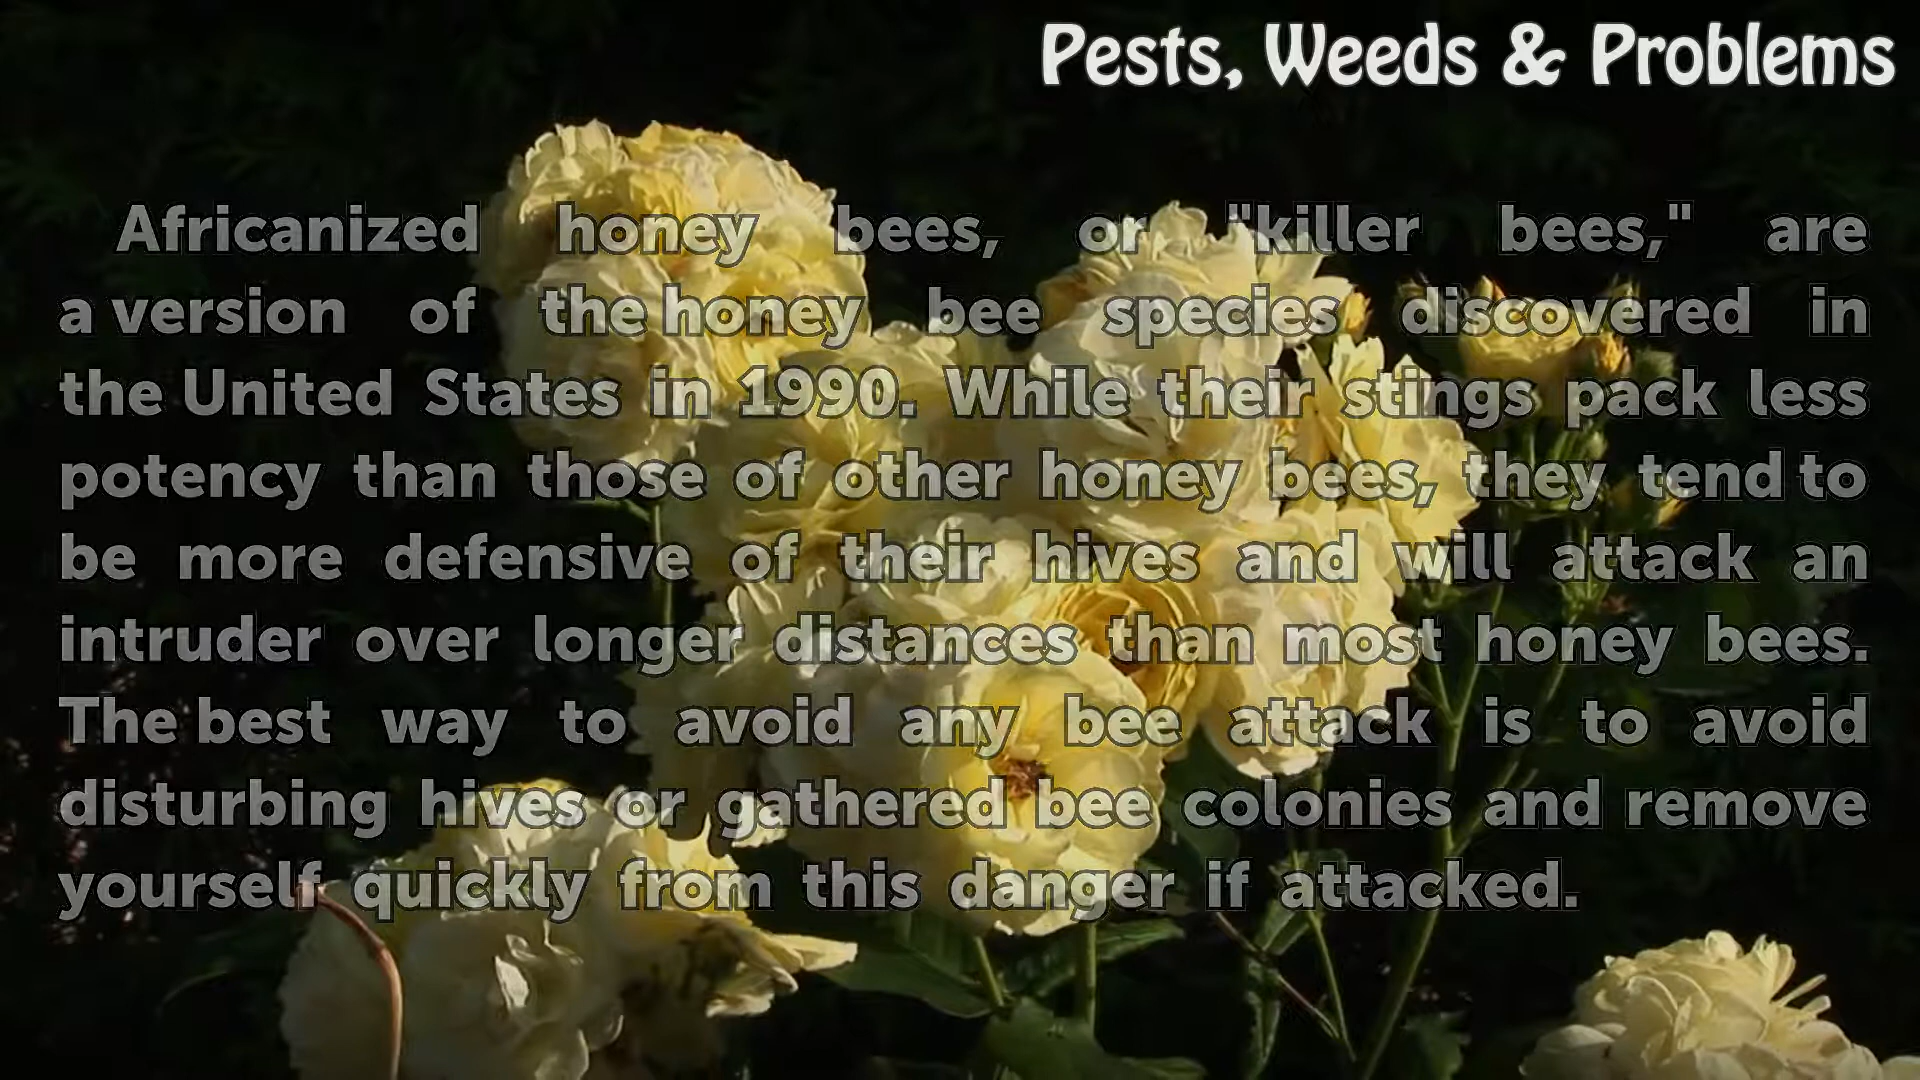 Pests, Weeds & Problems
Africanized honey bees, or "killer bees," are
a version of the honey bee species discovered in
the United States in 1990. While their stings pack less
potency than those of other honey bees, they tend to
be more defensive of their hives and will attack an
intruder over longer distances than most honey bees.
The best way to avoid any bee attack is to avoid
disturbing hives or gathered bee colonies and remove
yourself quickly from this danger if attacked.